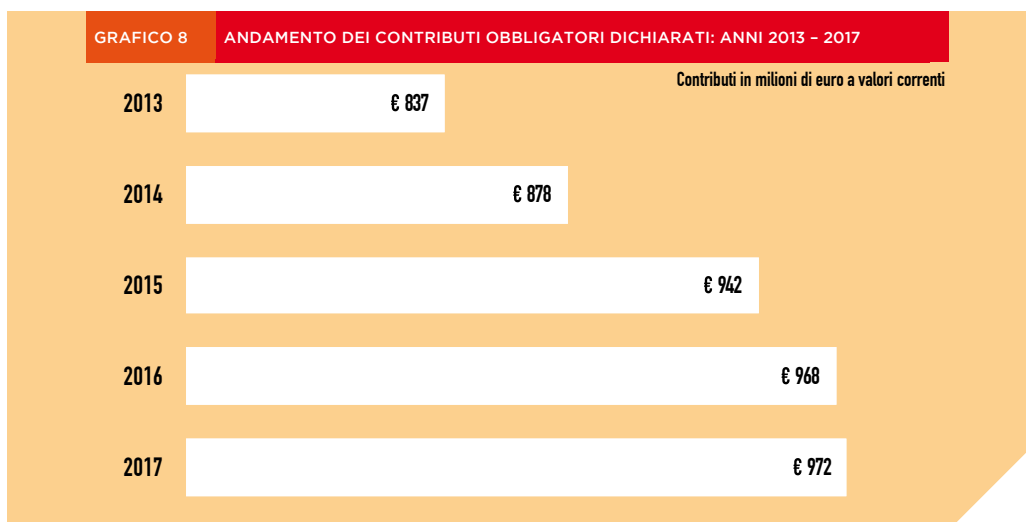 GRAFICO 8 ANDAMENTO DEI CONTRIBUTI OBBLIGATORI DICHIARATI: ANNI 2013 – 2017
Contributi in milioni di euro a valori correnti
2013 € 837
2014 € 878
2015 € 942
2016 € 968
2017 € 972